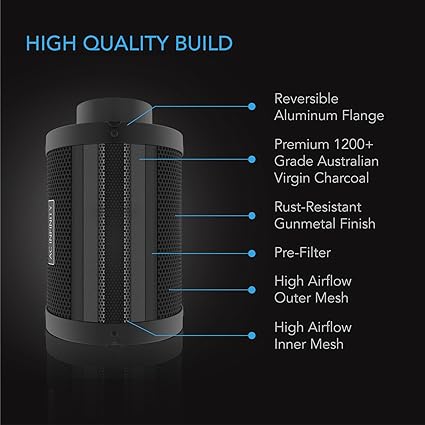 HIGH QUALITY BUILD
Reversible
Aluminum Flange
Premium 1200+
Grade Australian
Virgin Charcoal
Rust-Resistant
Gunmetal Finish
Pre-Filter
High Airflow
Outer Mesh
High Airflow
Inner Mesh
AC INFINITY